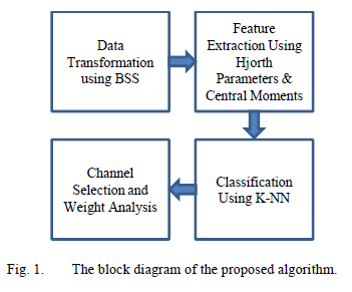 Data
Transformation
using BSS
Feature
Extraction Using
Hjorth
Parameters &
Central Moments
Classification
Using K-NN
Channel
Selection and
Weight Analysis
Fig. 1. The block diagram of the proposed algorithm.